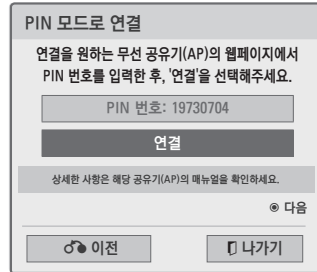 PIN 모드로 연결
연결을 원하는 무선 공유기(AP)의 웹페이지에서
PIN 번호를 입력한 후, '연결'을 선택해주세요.
PIN 번호: 19730704
연결
상세한 사항은 해당 공유기(AP)의 매뉴얼을 확인하세요.
◉ 다음
이전
나가기